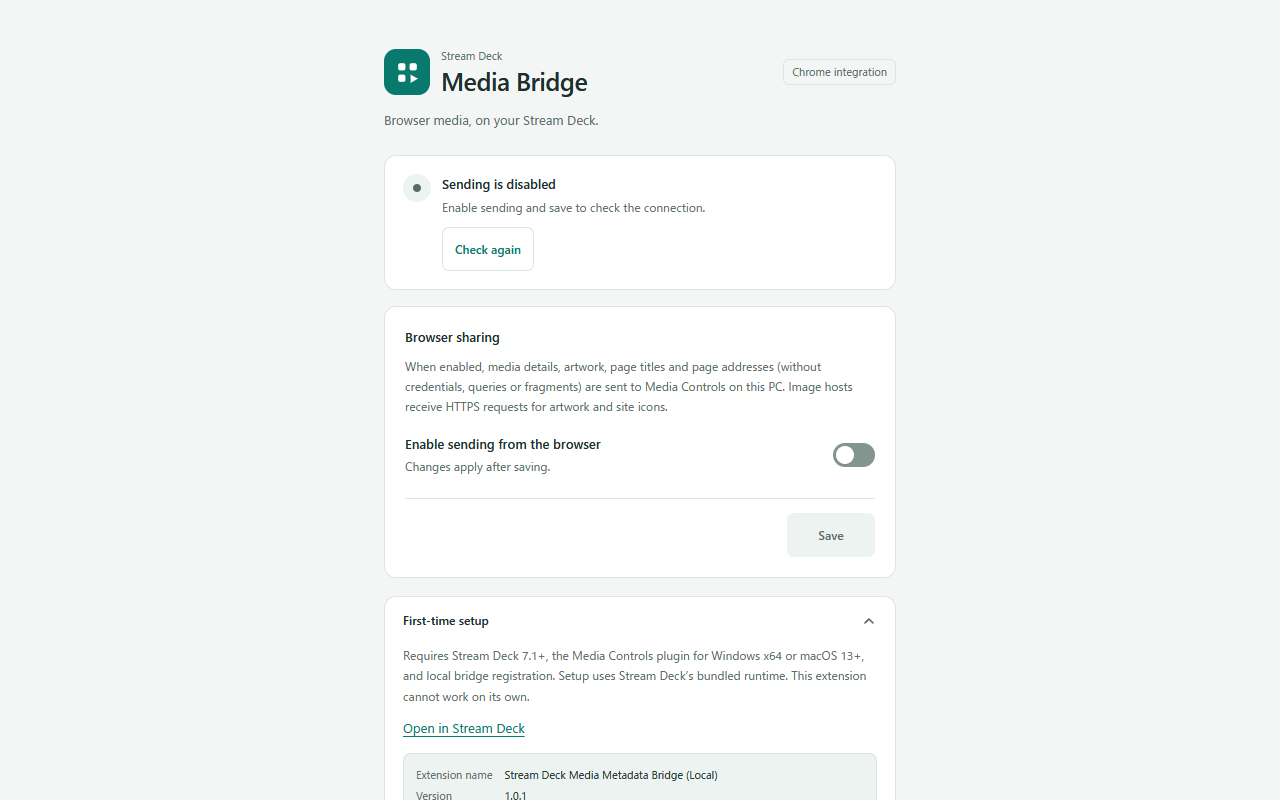 Stream Deck
Media Bridge
Chrome integration
Browser media, on your Stream Deck.
Sending is disabled
Enable sending and save to check the connection.
Check again
Browser sharing
When enabled, media details, artwork, page titles and page addresses (without
credentials, queries or fragments) are sent to Media Controls on this PC. Image hosts
receive HTTPS requests for artwork and site icons.
Enable sending from the browser
Changes apply after saving.
Save
First-time setup
Requires Stream Deck 7.1+, the Media Controls plugin for Windows x64 or macOS 13+,
and local bridge registration. Setup uses Stream Deck’s bundled runtime. This extension
cannot work on its own.
Open in Stream Deck
Extension name Stream Deck Media Metadata Bridge (Local)
Version 1.0.1